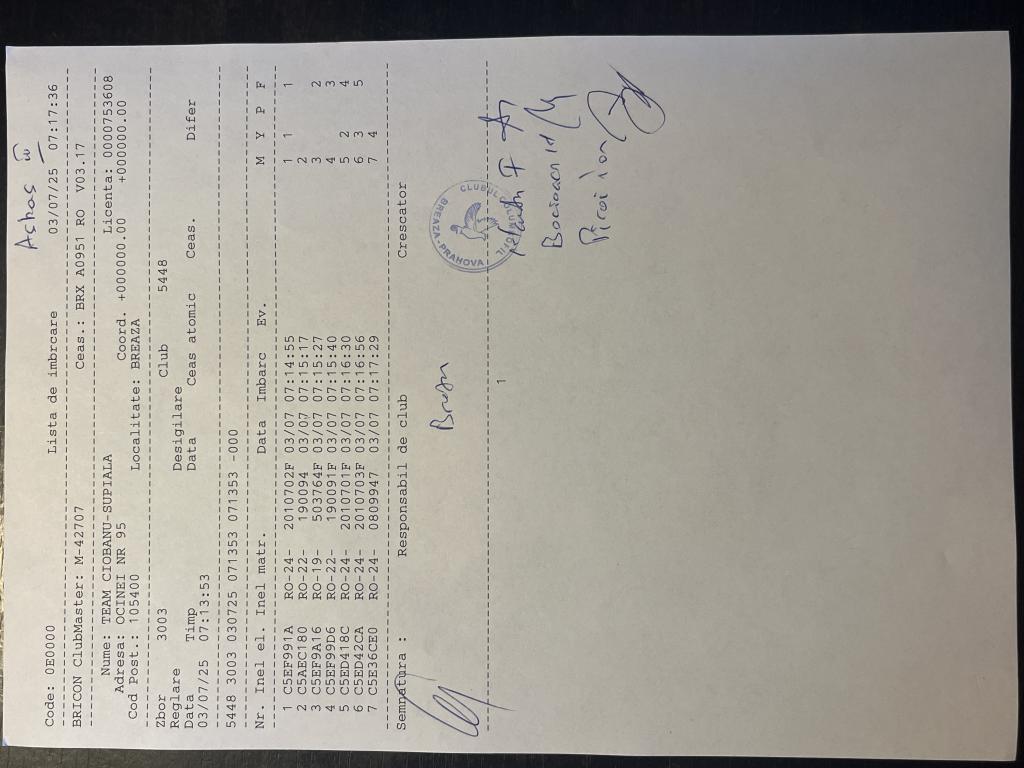 Code: 0E0000 Lista de imbrcare 03/07/25 07:17:36
BRICON ClubMaster: M-42707 Ceas.: BRX A0951 RO V03.17
Nume: TEAM CIOBANU-SUPIALA Licenta: 0000753608
Adresa: OCINEI NR 95 Coord. +000000.00 +000000.00
Cod Post.: 105400 Localitate: BREAZA
Zbor 3003 Club 5448
Reglare Desigilare
Data Timp Data Ceas atomic Ceas. Difer
03/07/25 07:13:53
5448 3003 030725 071353 071353 -000
Nr. Inel el. Inel matr. Data Imbarc Ev. M Y P F
1 C5EF991A RO-24- 2010702F 03/07 07:14:55 1 1 1
2 C5AEC180 RO-22- 190094 03/07 07:15:17 2
3 C5EF9A16 RO-19- 503764F 03/07 07:15:27 3 2
4 C5EF99D6 RO-22- 190091F 03/07 07:15:40 4 3
5 C5ED418C RO-24- 2010701F 03/07 07:16:30 5 2 4
6 C5ED42CA RO-24- 2010703F 03/07 07:16:56 6 3 5
7 C5E36CE0 RO-24- 0809947 03/07 07:17:29 7 4
Semnatura : Responsabil de club Crescator
BREAZA-PRAHOVA CLUBUL
1